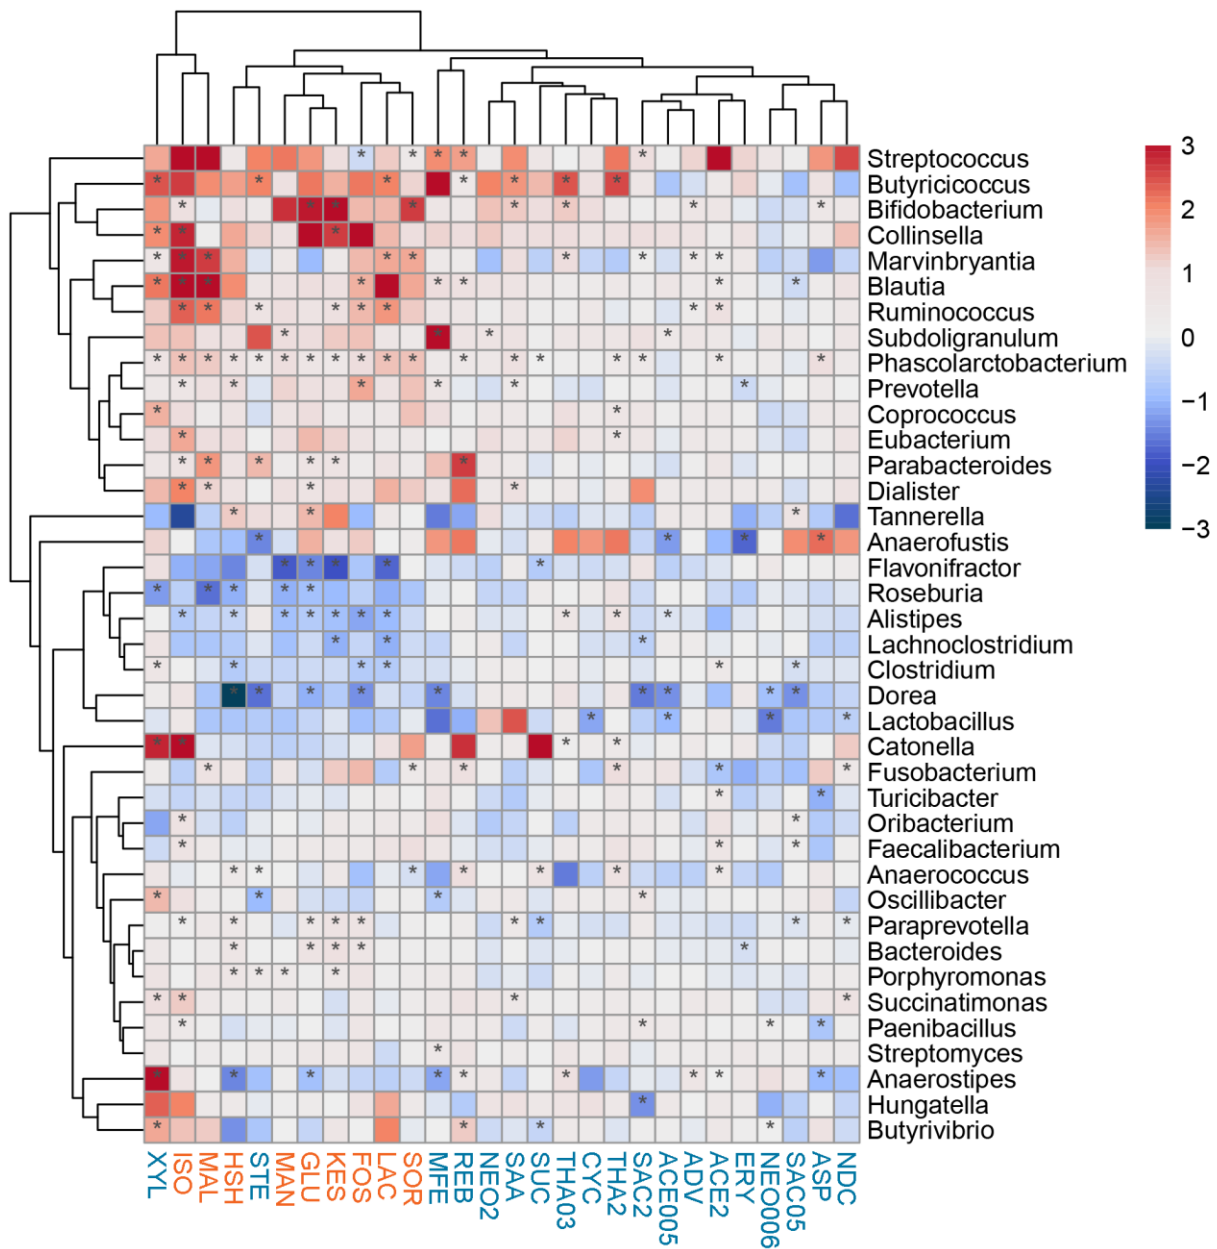 Streptococcus
Butyricicoccus
Bifidobacterium
Collinsella
Marvinbryantia
Blautia
Ruminococcus
Subdoligranulum
Phascolarctobacterium
Prevotella
Coprococcus
Eubacterium
Parabacteroides
Dialister
Tannerella
Anaerofustis
Flavonifractor
Roseburia
Alistipes
Lachnoclostridium
Clostridium
Dorea
Lactobacillus
Catonella
Fusobacterium
Turicibacter
Oribacterium
Faecalibacterium
Anaerococcus
Oscillibacter
Paraprevotella
Bacteroides
Porphyromonas
Succinatimonas
Paenibacillus
Streptomyces
Anaerostipes
Hungatella
Butyrivibrio
3
2
1
0
−1
−2
−3
XYL
ISO
MAL
HSH
STE
MAN
GLU
KES
FOS
LAC
SOR
MFE
REB
NEO2
SAA
SUC
THA03
CYC
THA2
SAC2
ACE005
ADV
ACE2
ERY
NEO006
SAC05
ASP
NDC